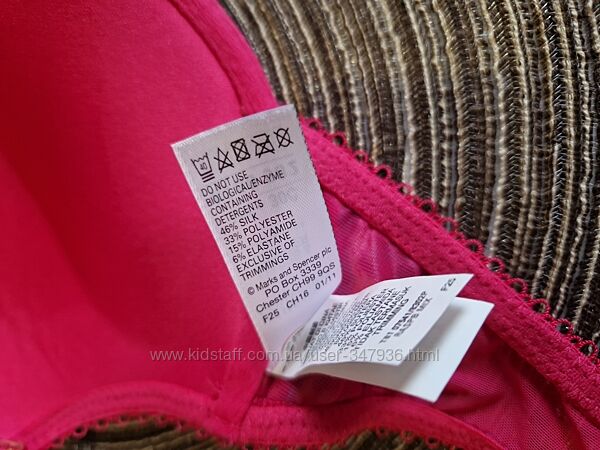 DO NOT USE
BIOLOGICAL/ENZYME
CONTAINING
DETERGENTS
46% SILK
33% POLYESTER
15% POLYAMIDE
6% ELASTANE
EXCLUSIVE OF
TRIMMINGS
© Marks and Spencer plc
PO Box 3339
Chester CH99 9QS
F25 CH16 01/11
F25
TRIMMING
www.kidstaff.com.ua/user-347936.html